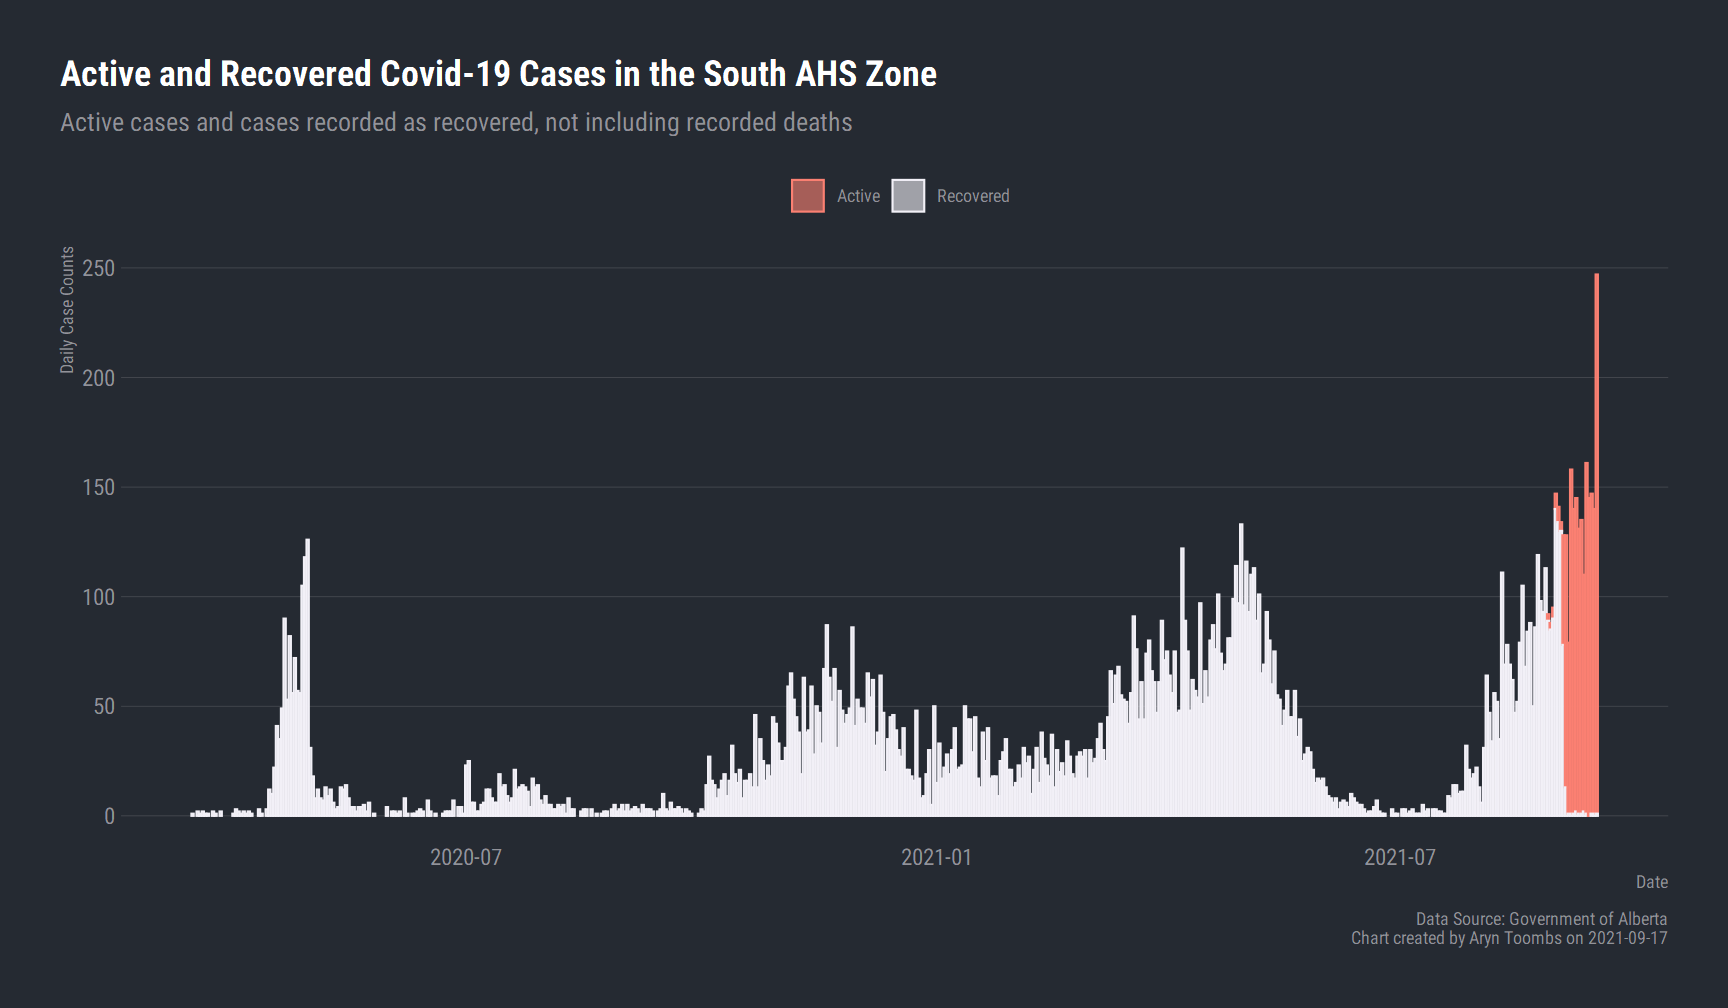 Active and Recovered Covid-19 Cases in the South AHS Zone
Active cases and cases recorded as recovered, not including recorded deaths
Active
Recovered
Daily Case Counts
250
200
150
100
50
0
2020-07
2021-01
2021-07
Date
Data Source: Government of Alberta
Chart created by Aryn Toombs on 2021-09-17